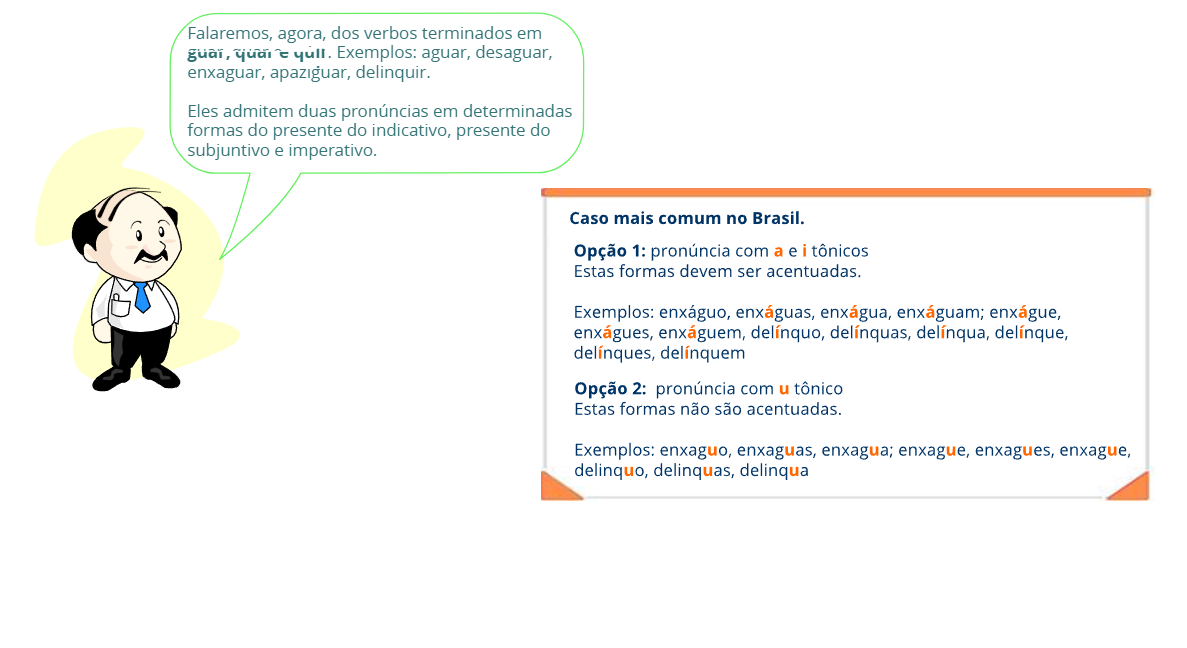 Falaremos, agora, dos verbos terminados em
guar, quar e quir. Exemplos: aguar, desaguar,
enxaguar, apaziguar, delinquir.
Eles admitem duas pronúncias em determinadas
formas do presente do indicativo, presente do
subjuntivo e imperativo.
Caso mais comum no Brasil.
Opção 1: pronúncia com a e i tônicos
Estas formas devem ser acentuadas.
Exemplos: enxáguo, enxáguas, enxágua, enxáguam; enxágue,
enxágues, enxáguem, delínquo, delínquas, delínqua, delínque,
delínques, delínquem
Opção 2: pronúncia com u tônico
Estas formas não são acentuadas.
Exemplos: enxaguo, enxaguas, enxagua; enxague, enxagues, enxague,
delinquo, delinquas, delinqua